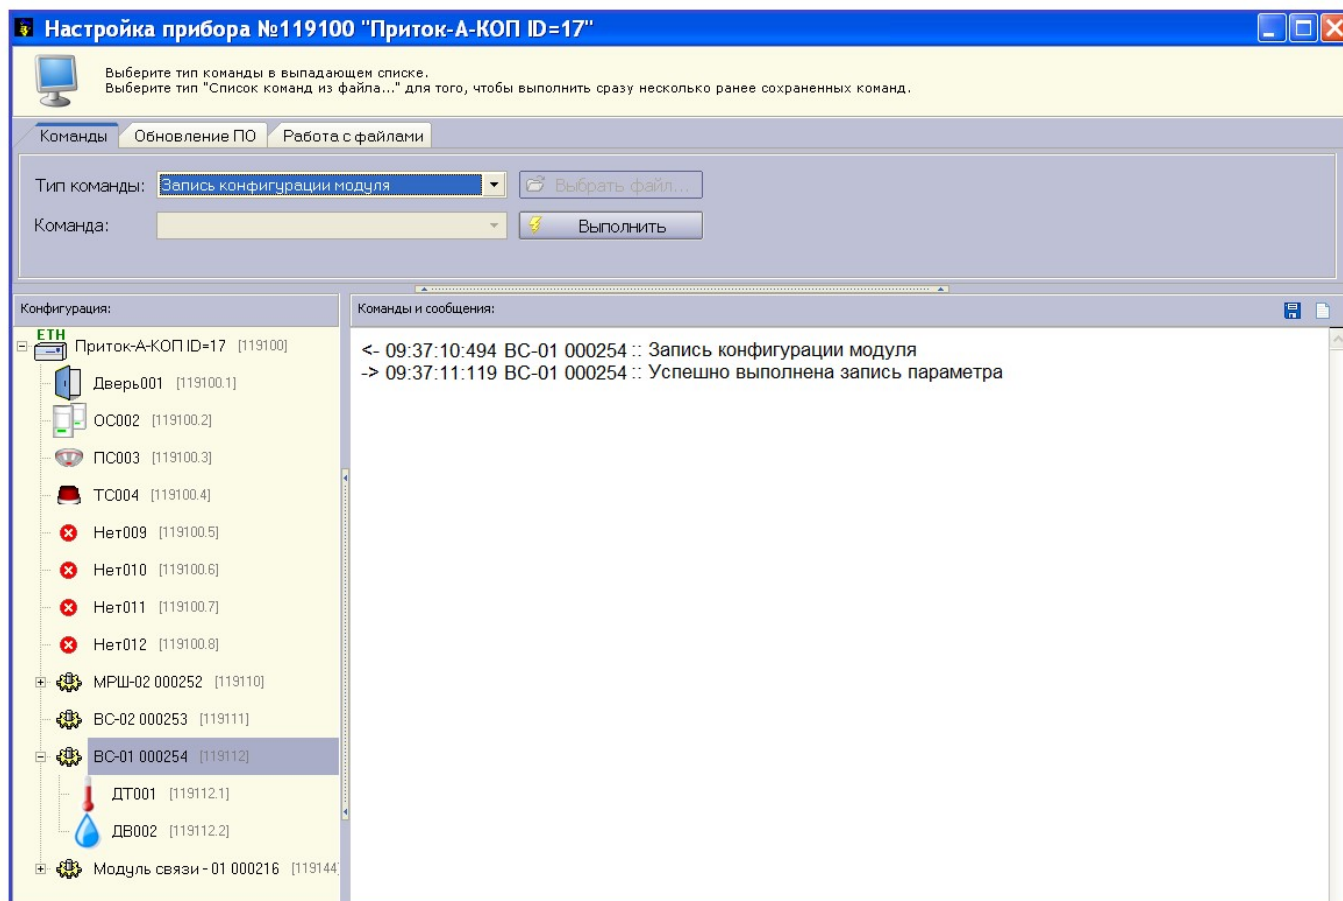 Настройка прибора №119100 "Приток-А-КОП ID=17"
Выберите тип команды в выпадающем списке.
Выберите тип "Список команд из файла..." для того, чтобы выполнить сразу несколько ранее сохраненных команд.
Команды Обновление ПО Работа с файлами
Тип команды: Запись конфигурации модуля Выбрать файл...
Команда: Выполнить
Конфигурация:
Команды и сообщения:
ETH
Приток-А-КОП ID=17 [119100]
Дверь001 [119100.1]
ОС002 [119100.2]
ПС003 [119100.3]
ТС004 [119100.4]
Нет009 [119100.5]
Нет010 [119100.6]
Нет011 [119100.7]
Нет012 [119100.8]
МРШ-02 000252 [119110]
ВС-02 000253 [119111]
ВС-01 000254 [119112]
ДТ001 [119112.1]
ДВ002 [119112.2]
Модуль связи - 01 000216 [119144]
<- 09:37:10:494 ВС-01 000254 :: Запись конфигурации модуля
-> 09:37:11:119 ВС-01 000254 :: Успешно выполнена запись параметра